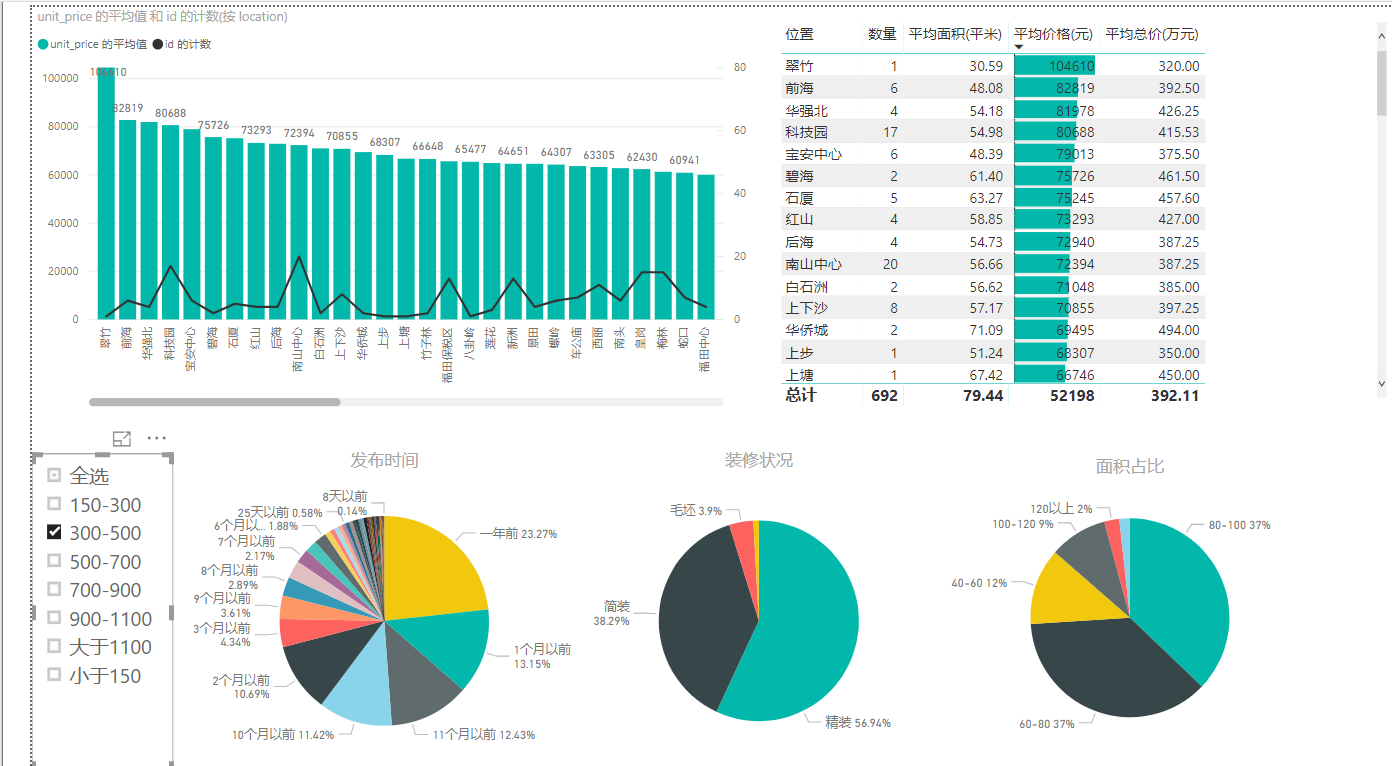 unit_price 的平均值 和 id 的计数(按 location)
unit_price 的平均值 id 的计数
100000
80000
60000
40000
20000
0
80
60
40
20
0
104610
82819
80688
75726
73293
72394
70855
68307
66648
65477
64651
64307
63305
62430
60941
翠竹
前海
华强北
科技园
宝安中心
碧海
石厦
红山
后海
南山中心
白石洲
上下沙
华侨城
上步
上塘
竹子林
福田保税区
八卦岭
莲花
新洲
景田
螺岭
车公庙
西丽
南头
皇岗
梅林
蛇口
福田中心
位置 数量 平均面积(平米) 平均价格(元) 平均总价(万元)
翠竹 1 30.59 104610 320.00
前海 6 48.08 82819 392.50
华强北 4 54.18 81978 426.25
科技园 17 54.98 80688 415.53
宝安中心 6 48.39 79013 375.50
碧海 2 61.40 75726 461.50
石厦 5 63.27 75245 457.60
红山 4 58.85 73293 427.00
后海 4 54.73 72940 387.25
南山中心 20 56.66 72394 387.25
白石洲 2 56.62 71048 385.00
上下沙 8 57.17 70855 397.25
华侨城 2 71.09 69495 494.00
上步 1 51.24 68307 350.00
上塘 1 67.42 66746 450.00
总计 692 79.44 52198 392.11
全选
150-300
300-500
500-700
700-900
900-1100
大于1100
小于150
发布时间
8天以前
0.14%
25天以前 0.58%
6个月以... 1.88%
7个月以前
2.17%
8个月以前
2.89%
9个月以前
3.61%
3个月以前
4.34%
2个月以前
10.69%
10个月以前 11.42%
11个月以前 12.43%
1个月以前
13.15%
一年前 23.27%
装修状况
毛坯 3.9%
简装
38.29%
精装 56.94%
面积占比
120以上 2%
100-120 9%
40-60 12%
60-80 37%
80-100 37%